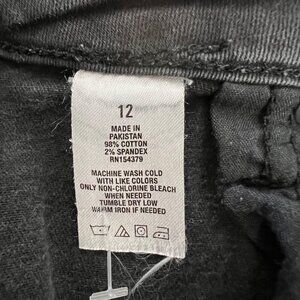 12
MADE IN
PAKISTAN
98% COTTON
2% SPANDEX
RN154379
MACHINE WASH COLD
WITH LIKE COLORS
ONLY NON-CHLORINE BLEACH
WHEN NEEDED
TUMBLE DRY LOW
WARM IRON IF NEEDED